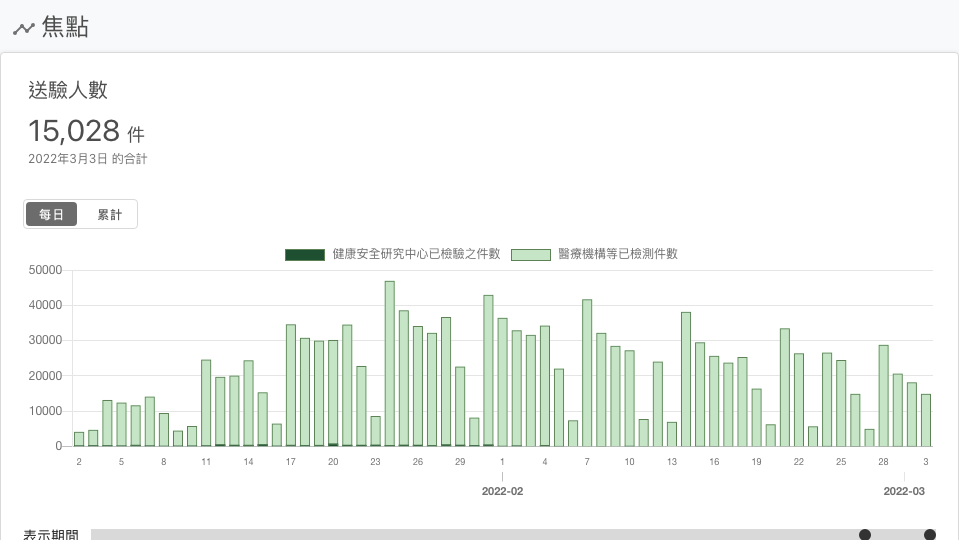 焦點
送驗人數
15,028 件
2022年3月3日 的合計
每日 累計
健康安全研究中心已檢驗之件數 醫療機構等已檢測件數
50000
40000
30000
20000
10000
0
2 5 8 11 14 17 20 23 26 29 1 4 7 10 13 16 19 22 25 28 3
2022-02 2022-03
表示期間